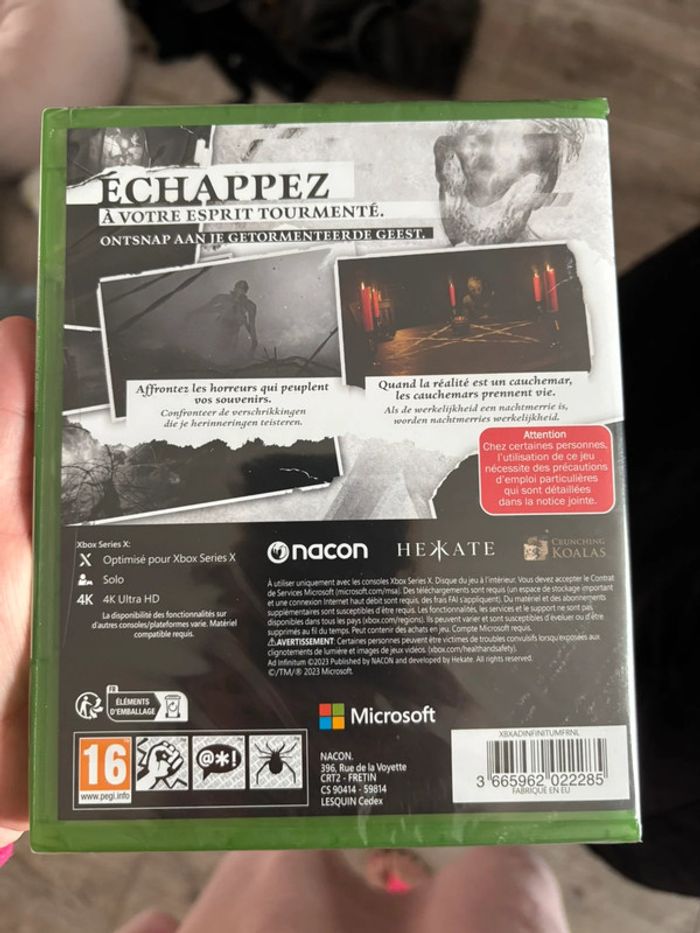 ÉCHAPPEZ
À VOTRE ESPRIT TOURMENTÉ.
ONTSNAP AAN JE GETORMENTEERDE GEEST.
Affrontez les horreurs qui peuplent
vos souvenirs.
Confronteer de verschrikkingen
die je herinneringen teisteren.
Quand la réalité est un cauchemar,
les cauchemars prennent vie.
Als de werkelijkheid een nachtmerrie is,
worden nachtmerries werkelijkheid.
Attention
Chez certaines personnes,
l'utilisation de ce jeu
nécessite des précautions
d'emploi particulières
qui sont détaillées
dans la notice jointe.
Xbox Series X:
X Optimisé pour Xbox Series X
Solo
4K 4K Ultra HD
La disponibilité des fonctionnalités sur
d'autres consoles/plateformes varie. Matériel
compatible requis.
nacon
HEKATE
CRUNCHING
KOALAS
À utiliser uniquement avec les consoles Xbox Series X. Disque du jeu à l'intérieur. Vous devez accepter le Contrat
de Services Microsoft (microsoft.com/msa). Des téléchargements sont requis (un espace de stockage important
et une connexion Internet haut débit sont requis, des frais FAI s'appliquent). Du matériel et des abonnements
supplémentaires sont susceptibles d'être requis. Les fonctionnalités, les services et le support ne sont pas
disponibles dans tous les pays (xbox.com/regions). Ils peuvent varier et sont susceptibles d'évoluer ou d'être
supprimés au fil du temps. Peut contenir des achats en jeu. Compte Microsoft requis.
⚠AVERTISSEMENT: Certaines personnes peuvent être victimes de troubles convulsifs lorsqu'exposées aux
clignotements de lumière et images de jeux vidéos (xbox.com/healthandsafety).
Ad Infinitum ©2023 Published by NACON and developed by Hekate. All rights reserved.
©/TM/® 2023 Microsoft.
FR
ÉLÉMENTS
D'EMBALLAGE
Microsoft
16
www.pegi.info
@*!
NACON.
396, Rue de la Voyette
CRT2 - FRETIN
CS 90414 - 59814
LESQUIN Cedex
XBXADINFINITUMFRNL
3 665962 022285
FABRIQUÉ EN EU